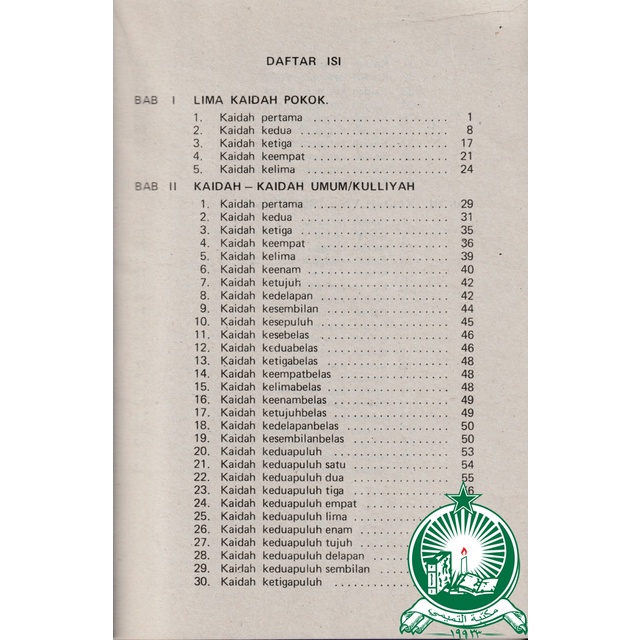 DAFTAR ISI
BAB I LIMA KAIDAH POKOK.
1. Kaidah pertama . . . . . . . . . . . . . . . . . . . . . . 1
2. Kaidah kedua . . . . . . . . . . . . . . . . . . . . . . 8
3. Kaidah ketiga . . . . . . . . . . . . . . . . . . . . . . 17
4. Kaidah keempat . . . . . . . . . . . . . . . . . . . . . 21
5. Kaidah kelima . . . . . . . . . . . . . . . . . . . . . . 24
BAB II KAIDAH – KAIDAH UMUM/KULLIYAH
1. Kaidah pertama . . . . . . . . . . . . . . . . . . . . . 29
2. Kaidah kedua . . . . . . . . . . . . . . . . . . . . . . 31
3. Kaidah ketiga . . . . . . . . . . . . . . . . . . . . . . 35
4. Kaidah keempat . . . . . . . . . . . . . . . . . . . . . 36
5. Kaidah kelima . . . . . . . . . . . . . . . . . . . . . . 39
6. Kaidah keenam . . . . . . . . . . . . . . . . . . . . . 40
7. Kaidah ketujuh . . . . . . . . . . . . . . . . . . . . . 42
8. Kaidah kedelapan . . . . . . . . . . . . . . . . . . . . 42
9. Kaidah kesembilan . . . . . . . . . . . . . . . . . . . 44
10. Kaidah kesepuluh . . . . . . . . . . . . . . . . . . . . 45
11. Kaidah kesebelas . . . . . . . . . . . . . . . . . . . . 46
12. Kaidah keduabelas . . . . . . . . . . . . . . . . . . . 46
13. Kaidah ketigabelas . . . . . . . . . . . . . . . . . . . 48
14. Kaidah keempatbelas . . . . . . . . . . . . . . . . . . 48
15. Kaidah kelimabelas . . . . . . . . . . . . . . . . . . . 48
16. Kaidah keenambelas . . . . . . . . . . . . . . . . . . 49
17. Kaidah ketujuhbelas . . . . . . . . . . . . . . . . . . 49
18. Kaidah kedelapanbelas . . . . . . . . . . . . . . . . 50
19. Kaidah kesembilanbelas . . . . . . . . . . . . . . . 50
20. Kaidah keduapuluh . . . . . . . . . . . . . . . . . . 53
21. Kaidah keduapuluh satu . . . . . . . . . . . . . . . 54
22. Kaidah keduapuluh dua . . . . . . . . . . . . . . . 55
23. Kaidah keduapuluh tiga . . . . . . . . . . . . . . .
24. Kaidah keduapuluh empat . . . . . . . .
25. Kaidah keduapuluh lima . . . . . . . .
26. Kaidah keduapuluh enam . . . . . . . .
27. Kaidah keduapuluh tujuh . . . . . . .
28. Kaidah keduapuluh delapan . . . . . .
29. Kaidah keduapuluh sembilan . . . . .
30. Kaidah ketigapuluh . . . . . . . . . .
مكتبة التميمي